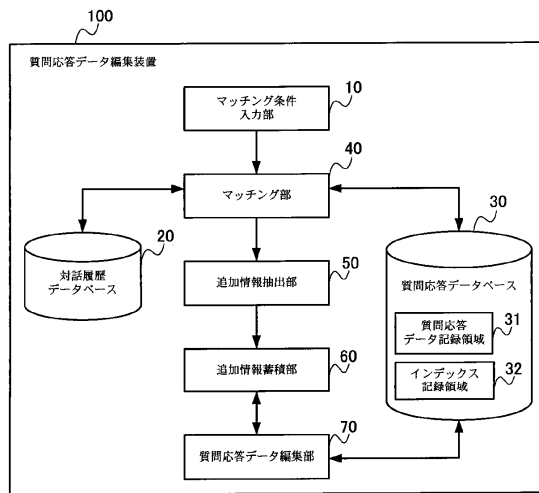 100
質問応答データ編集装置
10
マッチング条件
入力部
40
マッチング部
20
対話履歴
データベース
30
質問応答データベース
50
追加情報抽出部
質問応答
データ記録領域
31
60
追加情報蓄積部
インデックス
記録領域
32
70
質問応答データ編集部